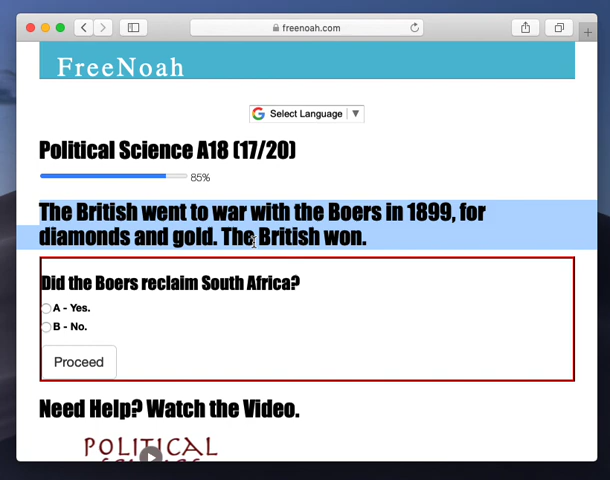 freenoah.com
FreeNoah
Select Language
Political Science A18 (17/20)
85%
The British went to war with the Boers in 1899, for
diamonds and gold. The British won.
Did the Boers reclaim South Africa?
A - Yes.
B - No.
Proceed
Need Help? Watch the Video.
POLITICAL